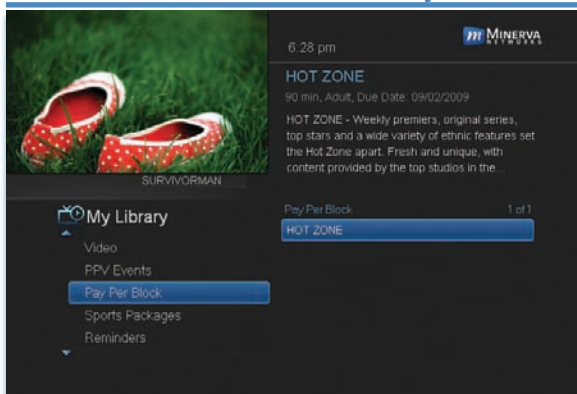 6:28 pm
m MINERVA
NETWORKS
HOT ZONE
90 min, Adult, Due Date: 09/02/2009
HOT ZONE - Weekly premiers, original series,
top stars and a wide variety of ethnic features set
the Hot Zone apart. Fresh and unique, with
content provided by the top studios in the...
SURVIVORMAN
My Library
Video
PPV Events
Pay Per Block
Sports Packages
Reminders
Pay Per Block 1 of 1
HOT ZONE